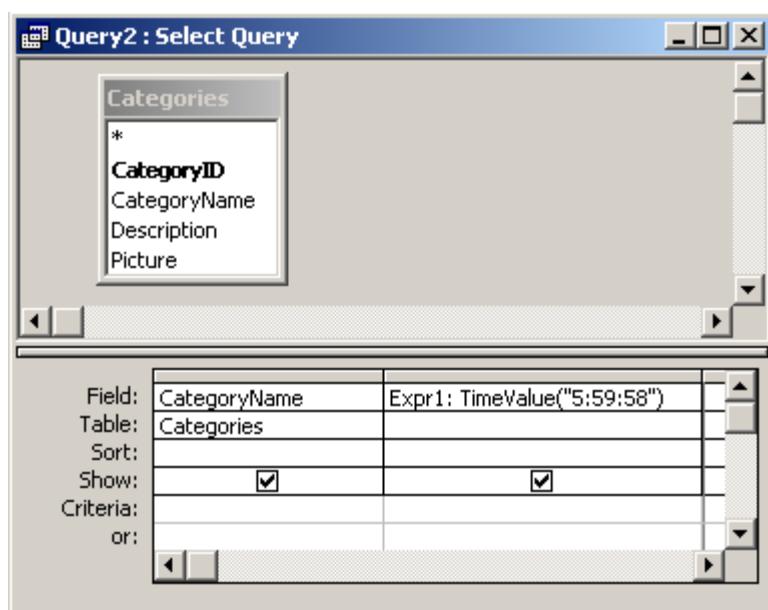 Query2 : Select Query
Categories
*
CategoryID
CategoryName
Description
Picture
Field: CategoryName Expr1: TimeValue("5:59:58")
Table: Categories
Sort:
Show:
Criteria:
or: